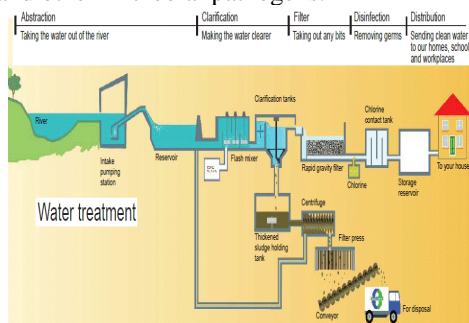 Abstraction
Taking the water out of the river
Clarification
Making the water clearer
Filter
Taking out any bits
Disinfection
Removing germs
Distribution
Sending clean water
to our homes, school
and workplaces
River
Intake
pumping
station
Reservoir
Flash mixer
Clarification tanks
Rapid gravity filter
Chlorine
contact tank
Chlorine
Storage
reservoir
To your house
Water treatment
Thickened
sludge holding
tank
Centrifuge
Filter press
Conveyor
For disposal